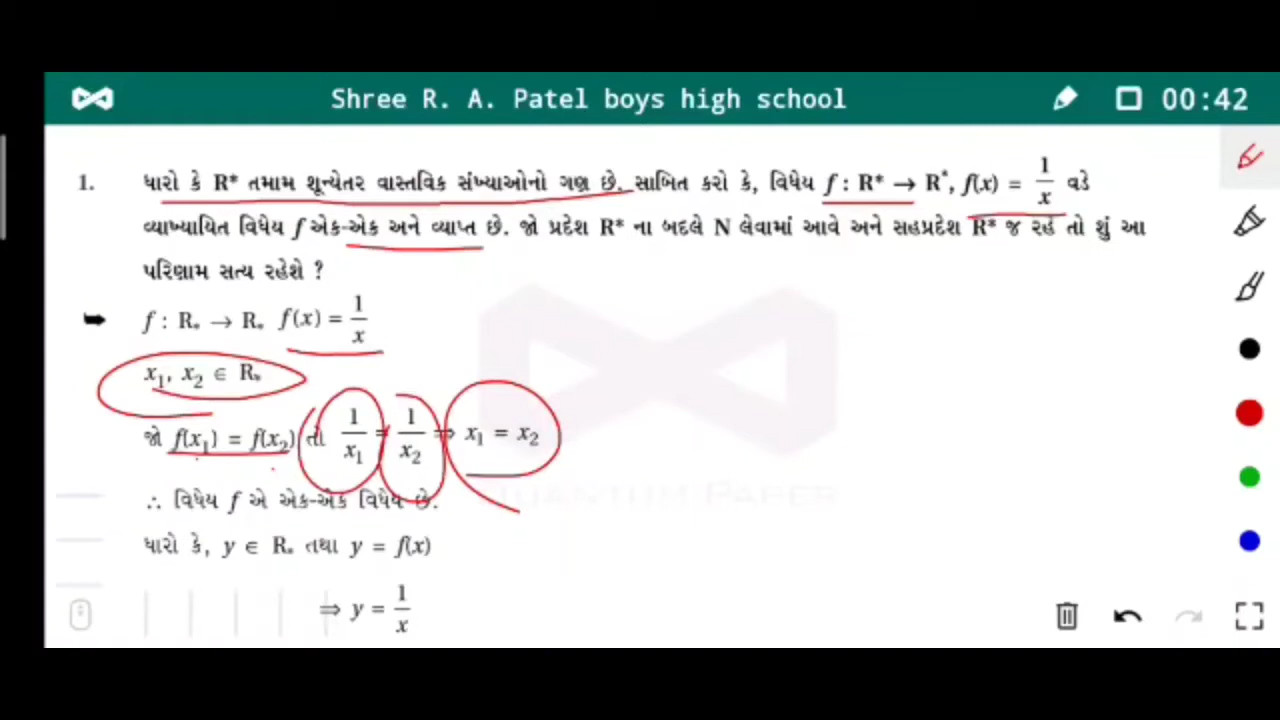 Shree R. A. Patel boys high school 00:42
1. ધારો કે R* તમામ શૂન્યેતર વાસ્તવિક સંખ્યાઓનો ગણ છે. સાબિત કરો કે, વિધેય f : R* → R*, f(x) = 1/x વડે
વ્યાખ્યાયિત વિધેય f એક-એક અને વ્યાપ્ત છે. જો પ્રદેશ R* ના બદલે N લેવામાં આવે અને સહપ્રદેશ R* જ રહે તો શું આ
પરિણામ સત્ય રહેશે ?
➥ f : R* → R* f(x) = 1/x
x₁, x₂ ∈ R*
જો f(x₁) = f(x₂) તો 1/x₁ = 1/x₂ ⇒ x₁ = x₂
∴ વિધેય f એ એક-એક વિધેય છે.
ધારો કે, y ∈ R* તથા y = f(x)
⇒ y = 1/x
QUANTUM PAPER